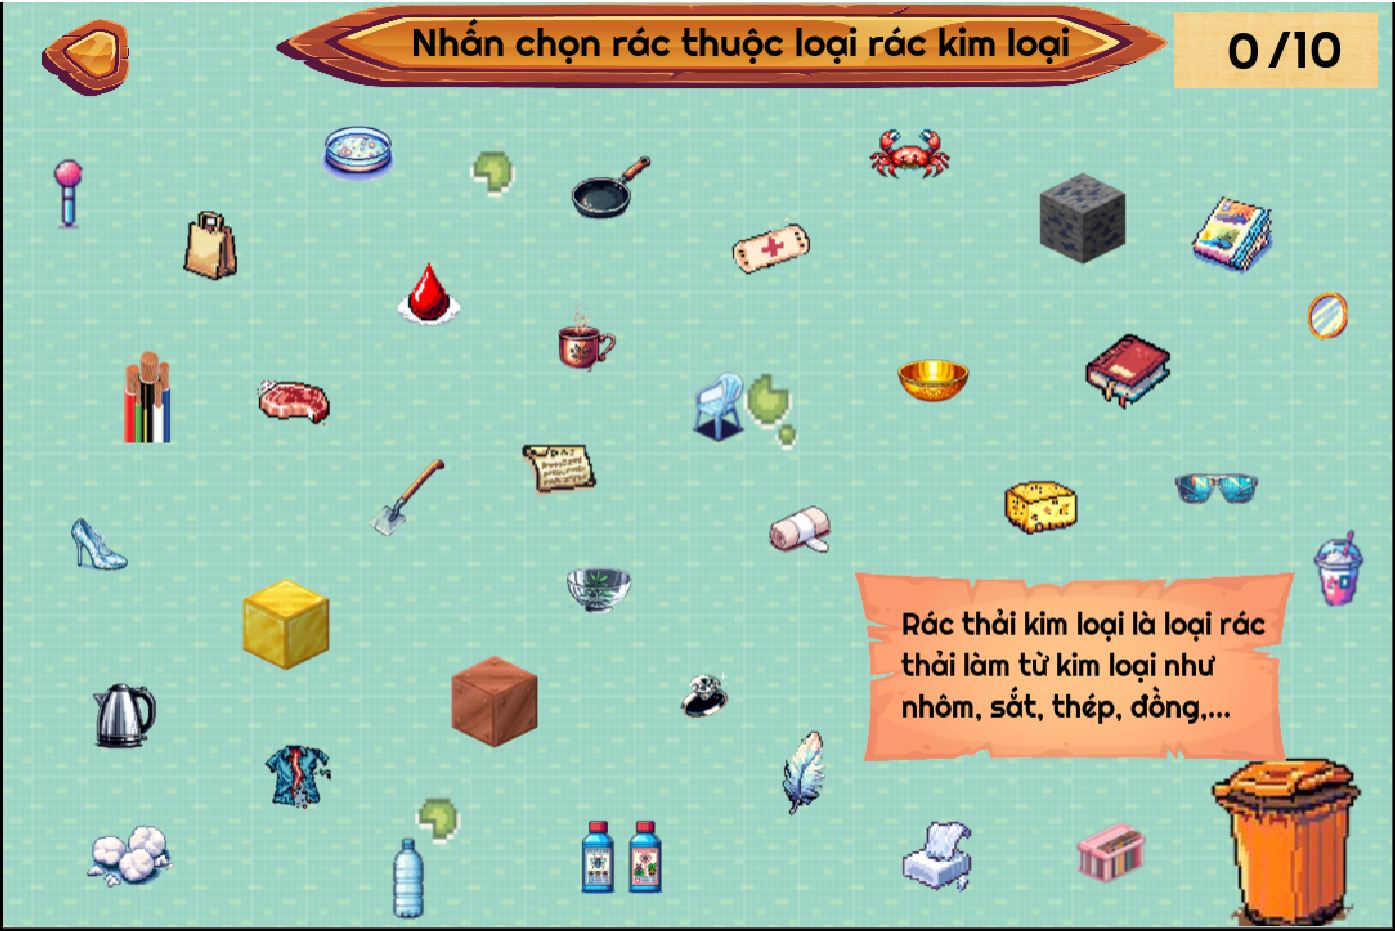 Nhấn chọn rác thuộc loại rác kim loại
0/10
Rác thải kim loại là loại rác
thải làm từ kim loại như
nhôm, sắt, thép, đồng,...